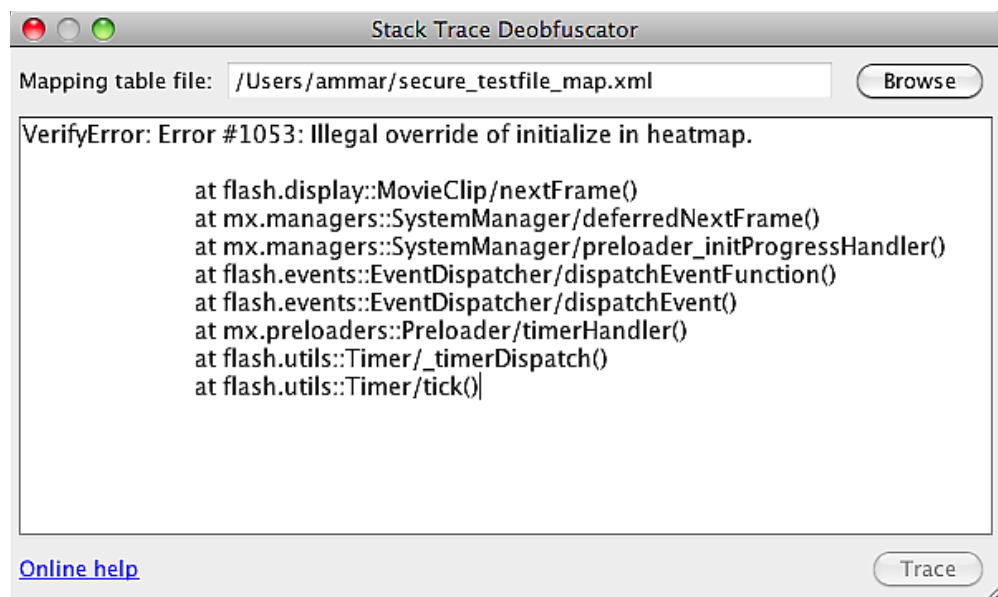 Stack Trace Deobfuscator
Mapping table file: /Users/ammar/secure_testfile_map.xml Browse
VerifyError: Error #1053: Illegal override of initialize in heatmap.
at flash.display::MovieClip/nextFrame()
at mx.managers::SystemManager/deferredNextFrame()
at mx.managers::SystemManager/preloader_initProgressHandler()
at flash.events::EventDispatcher/dispatchEventFunction()
at flash.events::EventDispatcher/dispatchEvent()
at mx.preloaders::Preloader/timerHandler()
at flash.utils::Timer/_timerDispatch()
at flash.utils::Timer/tick()
Online help Trace